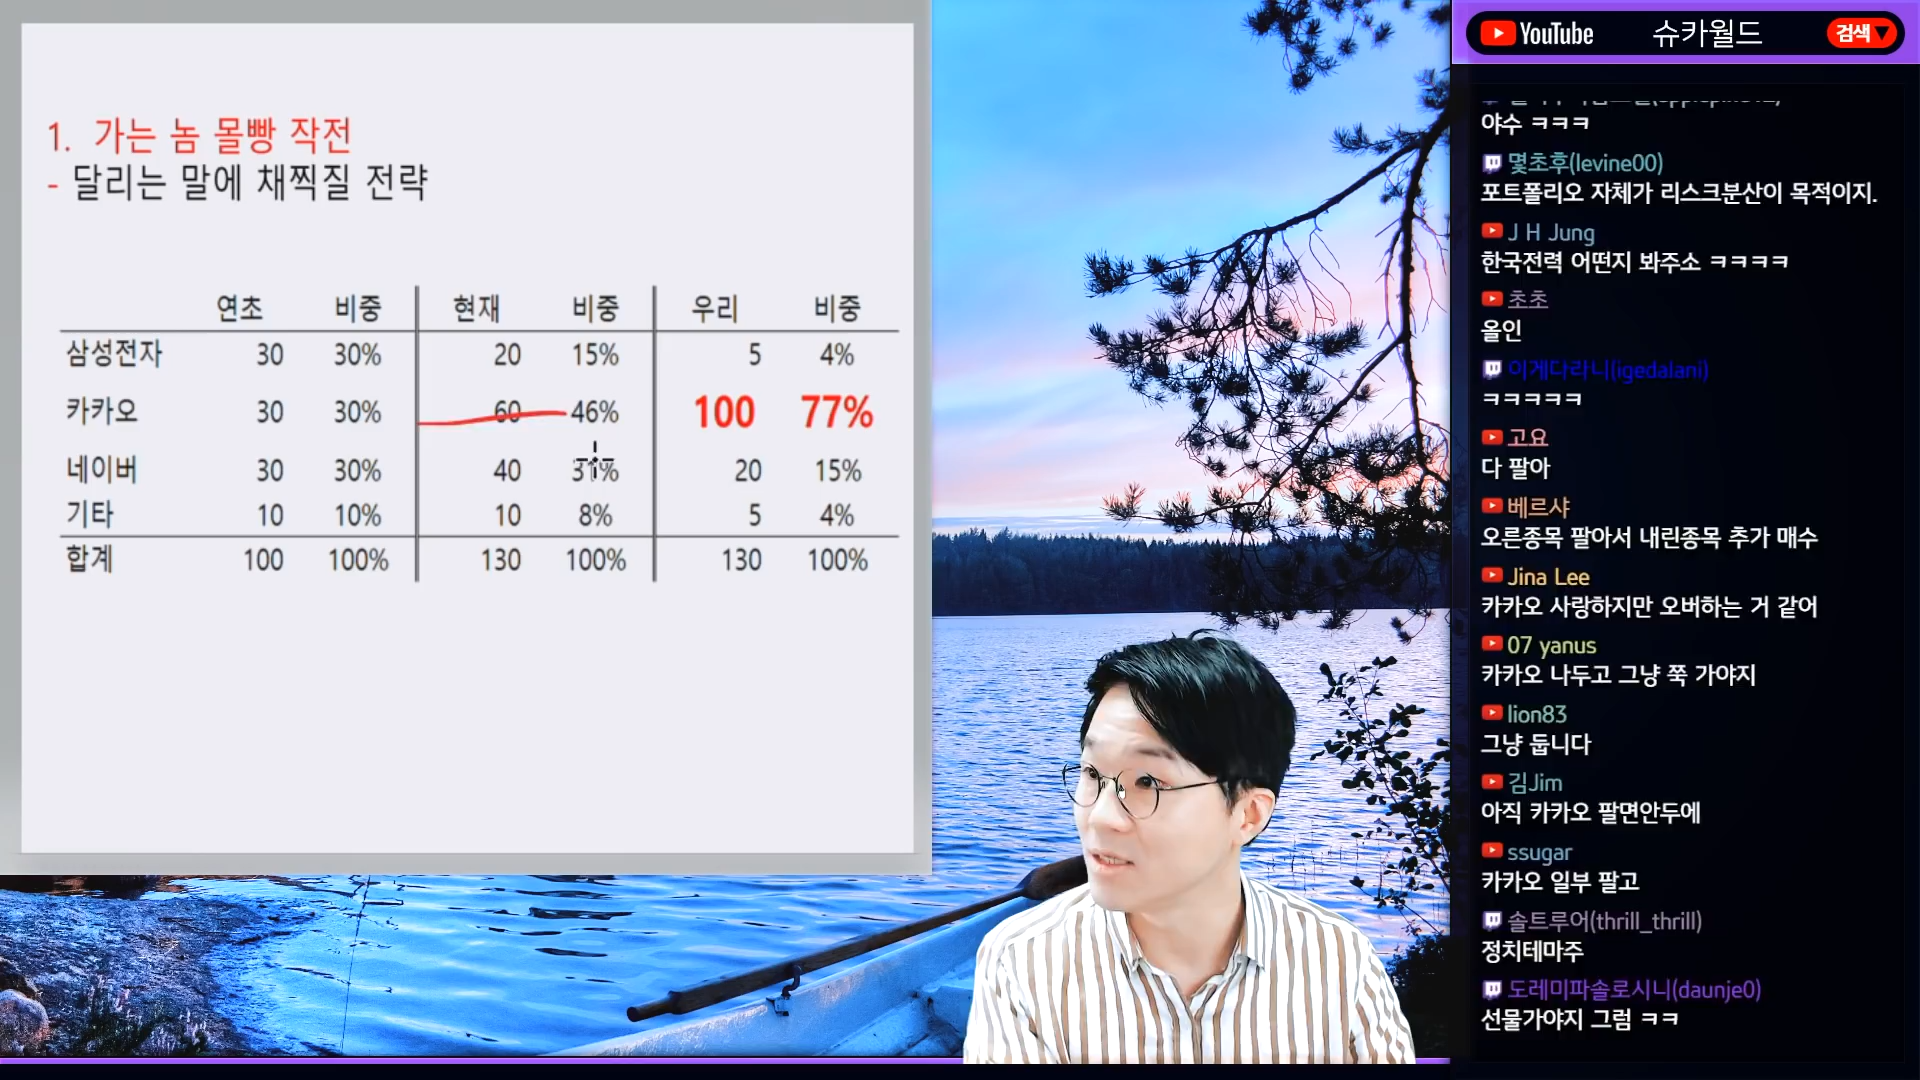 1. 가는 놈 몰빵 작전
- 달리는 말에 채찍질 전략
연초 비중 현재 비중 우리 비중
삼성전자 30 30% 20 15% 5 4%
카카오 30 30% 60 46% 100 77%
네이버 30 30% 40 31% 20 15%
기타 10 10% 10 8% 5 4%
합계 100 100% 130 100% 130 100%
YouTube 슈카월드 검색▼
야수 ㅋㅋㅋ
몇초후(levine00)
포트폴리오 자체가 리스크분산이 목적이지.
J H Jung
한국전력 어떤지 봐주소 ㅋㅋㅋㅋ
초초
올인
이게다라니(igedalani)
ㅋㅋㅋㅋㅋ
고요
다 팔아
베르샤
오른종목 팔아서 내린종목 추가 매수
Jina Lee
카카오 사랑하지만 오버하는 거 같어
07 yanus
카카오 나두고 그냥 쭉 가야지
lion83
그냥 둡니다
김Jim
아직 카카오 팔면안두에
ssugar
카카오 일부 팔고
솔트루어(thrill_thrill)
정치테마주
도레미파솔로시니(daunje0)
선물가야지 그럼 ㅋㅋ